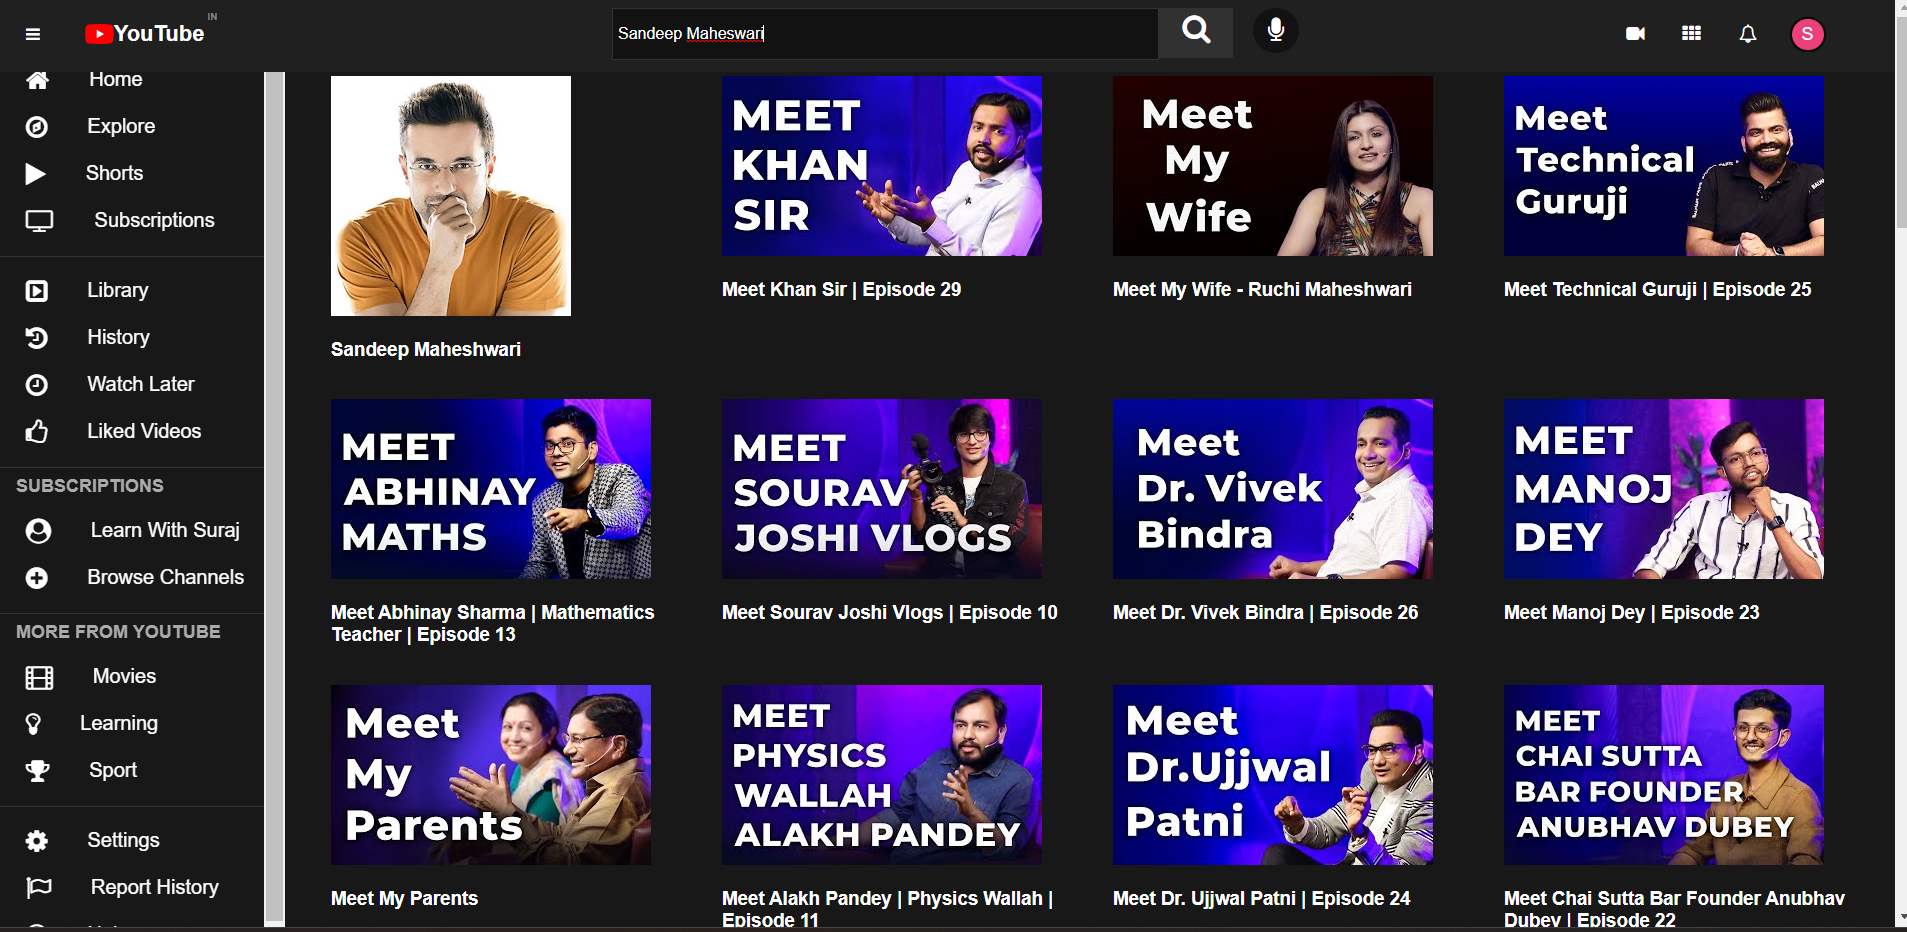 YouTube IN
Sandeep Maheswari
S
Home
Explore
Shorts
Subscriptions
Library
History
Watch Later
Liked Videos
SUBSCRIPTIONS
Learn With Suraj
Browse Channels
MORE FROM YOUTUBE
Movies
Learning
Sport
Settings
Report History
Sandeep Maheshwari
MEET
KHAN
SIR
Meet Khan Sir | Episode 29
Meet
My
Wife
Meet My Wife - Ruchi Maheshwari
Meet
Technical
Guruji
Meet Technical Guruji | Episode 25
MEET
ABHINAY
MATHS
Meet Abhinay Sharma | Mathematics
Teacher | Episode 13
MEET
SOURAV
JOSHI VLOGS
Meet Sourav Joshi Vlogs | Episode 10
Meet
Dr. Vivek
Bindra
Meet Dr. Vivek Bindra | Episode 26
MEET
MANOJ
DEY
Meet Manoj Dey | Episode 23
Meet
My
Parents
Meet My Parents
MEET
PHYSICS
WALLAH
ALAKH PANDEY
Meet Alakh Pandey | Physics Wallah |
Episode 11
Meet
Dr.Ujjwal
Patni
Meet Dr. Ujjwal Patni | Episode 24
MEET
CHAI SUTTA
BAR FOUNDER
ANUBHAV DUBEY
Meet Chai Sutta Bar Founder Anubhav
Dubey | Episode 22